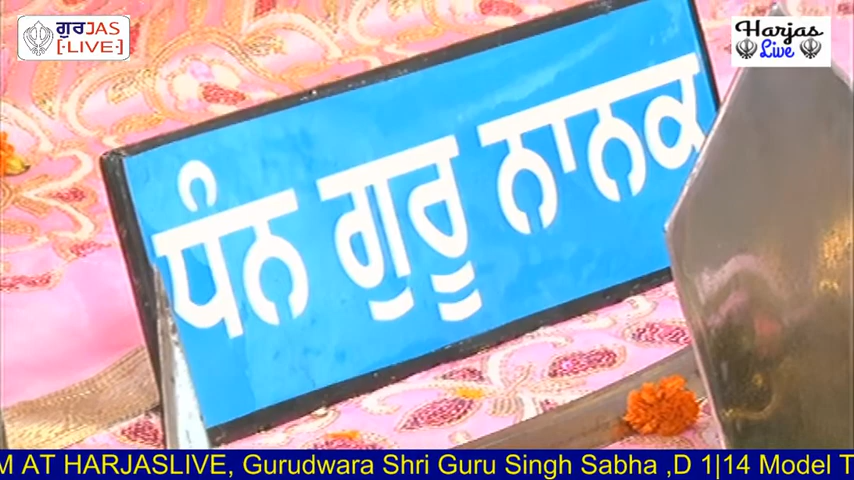 ਗੁਰJAS
[·LIVE·]
Harjas
Live
ਧੰਨ ਗੁਰੂ ਨਾਨਕ
M AT HARJASLIVE, Gurudwara Shri Guru Singh Sabha ,D 1|14 Model T